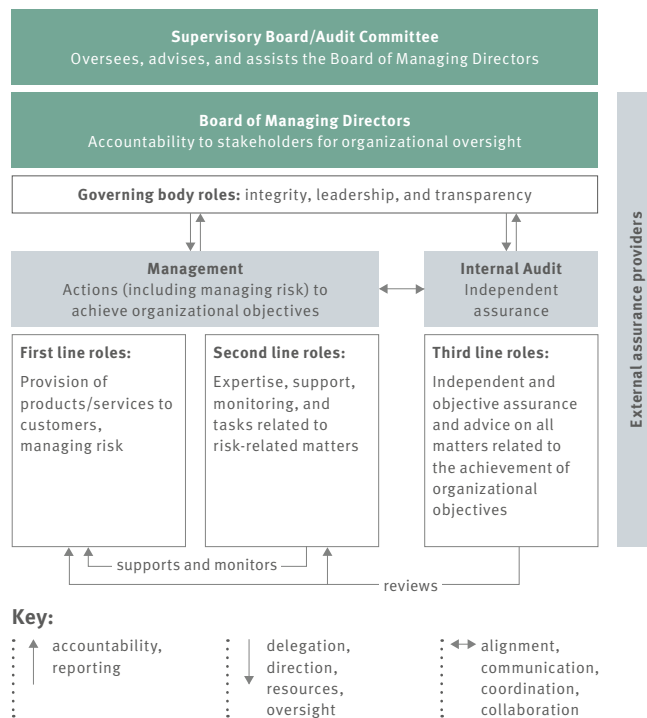 Supervisory Board/Audit Committee
Oversees, advises, and assists the Board of Managing Directors
Board of Managing Directors
Accountability to stakeholders for organizational oversight
Governing body roles: integrity, leadership, and transparency
Management
Actions (including managing risk) to
achieve organizational objectives
Internal Audit
Independent
assurance
First line roles:
Provision of
products/services to
customers,
managing risk
Second line roles:
Expertise, support,
monitoring, and
tasks related to
risk-related matters
Third line roles:
Independent and
objective assurance
and advice on all
matters related to
the achievement of
organizational
objectives
External assurance providers
supports and monitors
reviews
Key:
accountability,
reporting
delegation,
direction,
resources,
oversight
alignment,
communication,
coordination,
collaboration